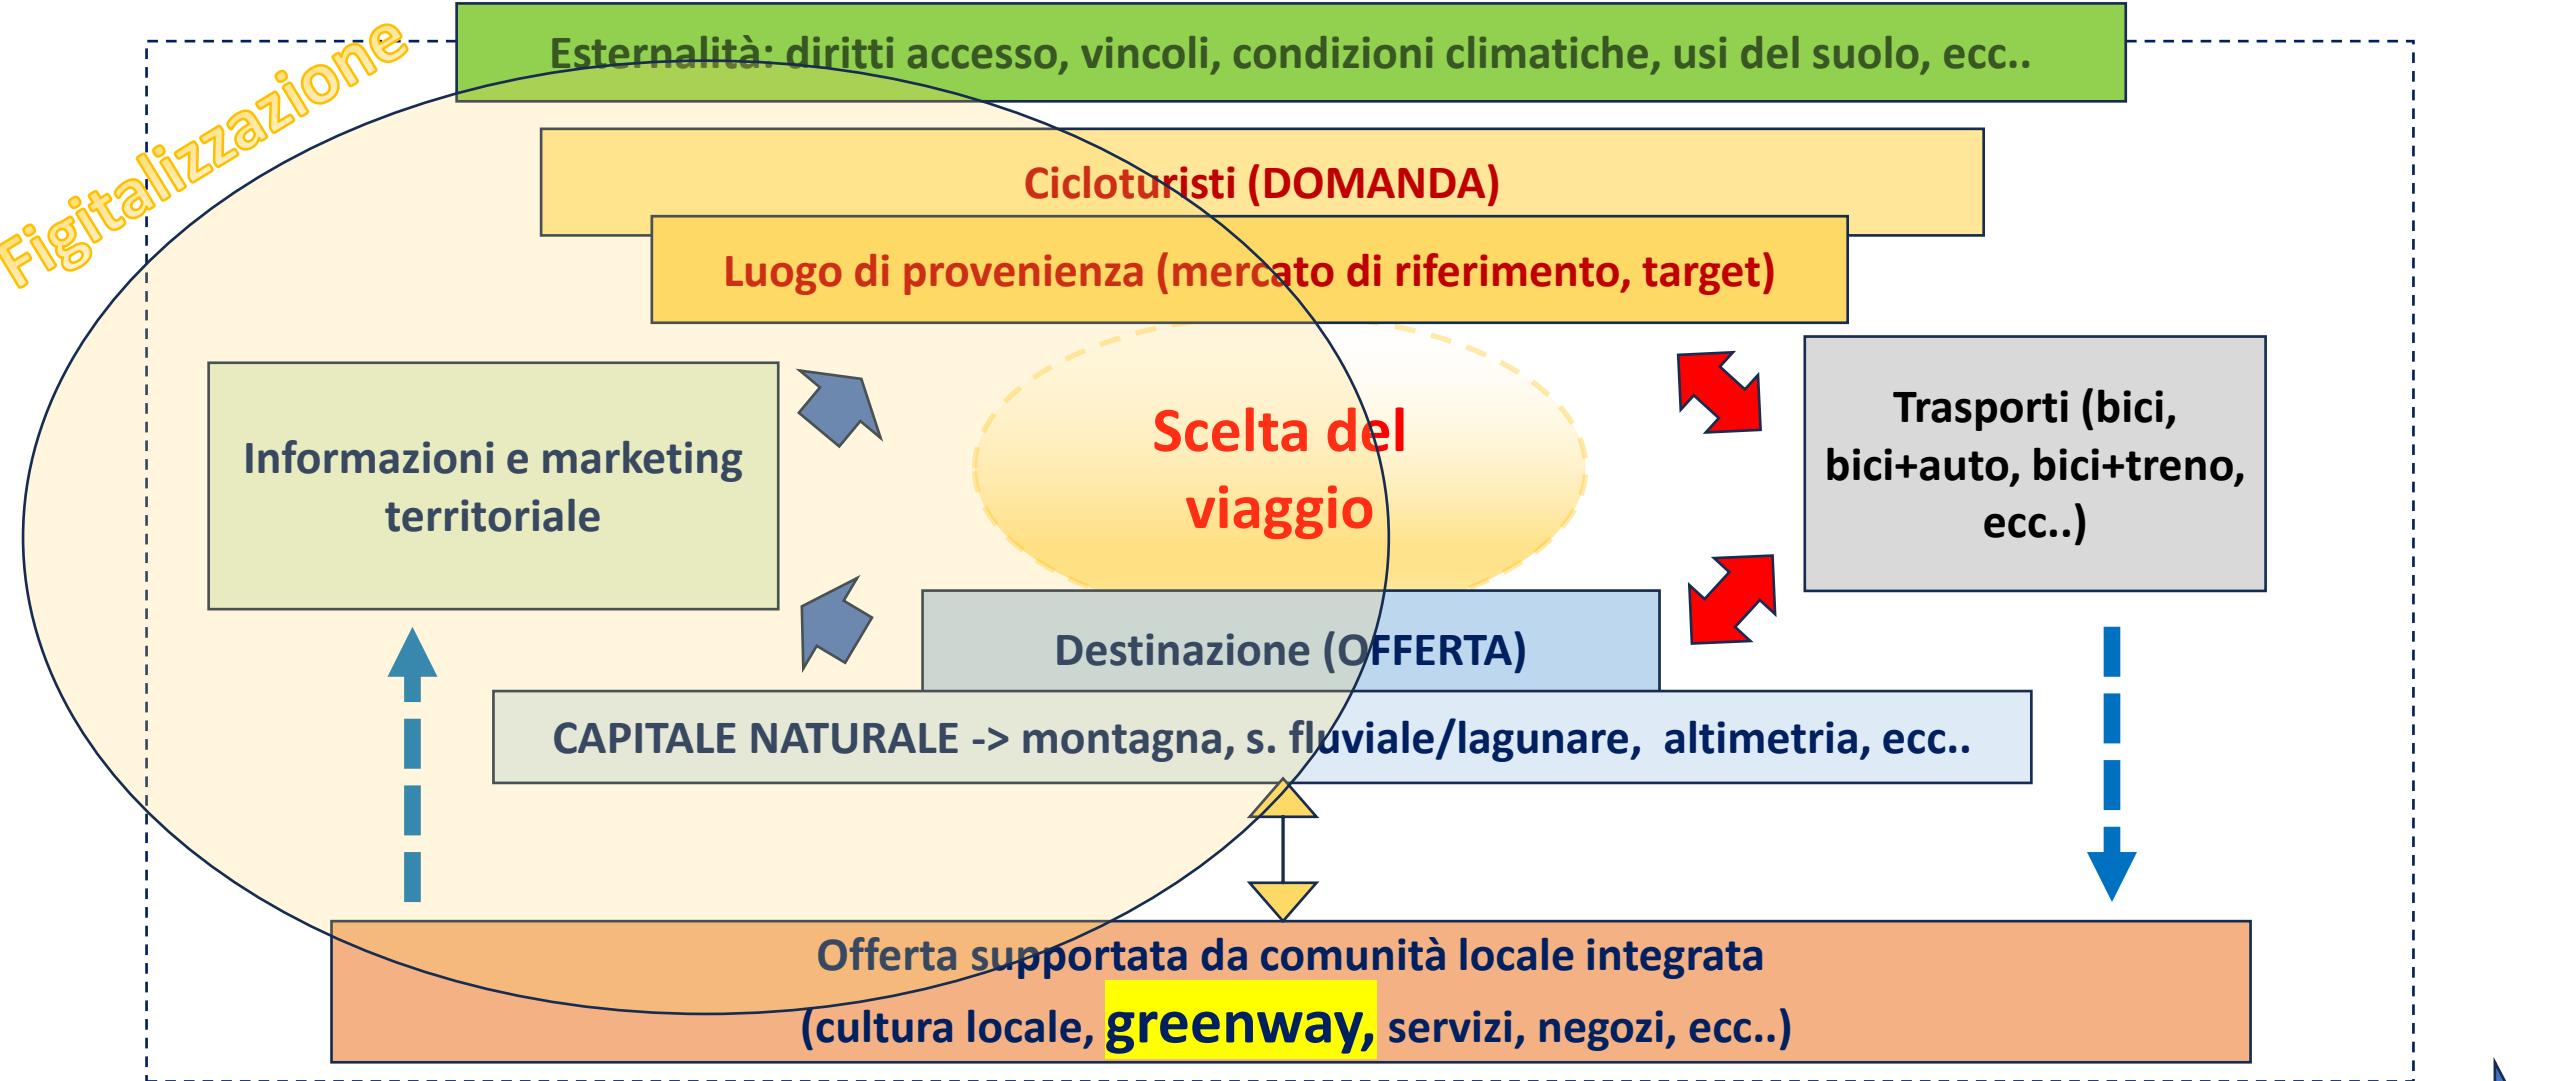 Figitalizzazione
Esternalità: diritti accesso, vincoli, condizioni climatiche, usi del suolo, ecc..
Cicloturisti (DOMANDA)
Luogo di provenienza (mercato di riferimento, target)
Informazioni e marketing
territoriale
Scelta del
viaggio
Trasporti (bici,
bici+auto, bici+treno,
ecc..)
Destinazione (OFFERTA)
CAPITALE NATURALE -> montagna, s. fluviale/lagunare, altimetria, ecc..
Offerta supportata da comunità locale integrata
(cultura locale, greenway, servizi, negozi, ecc..)